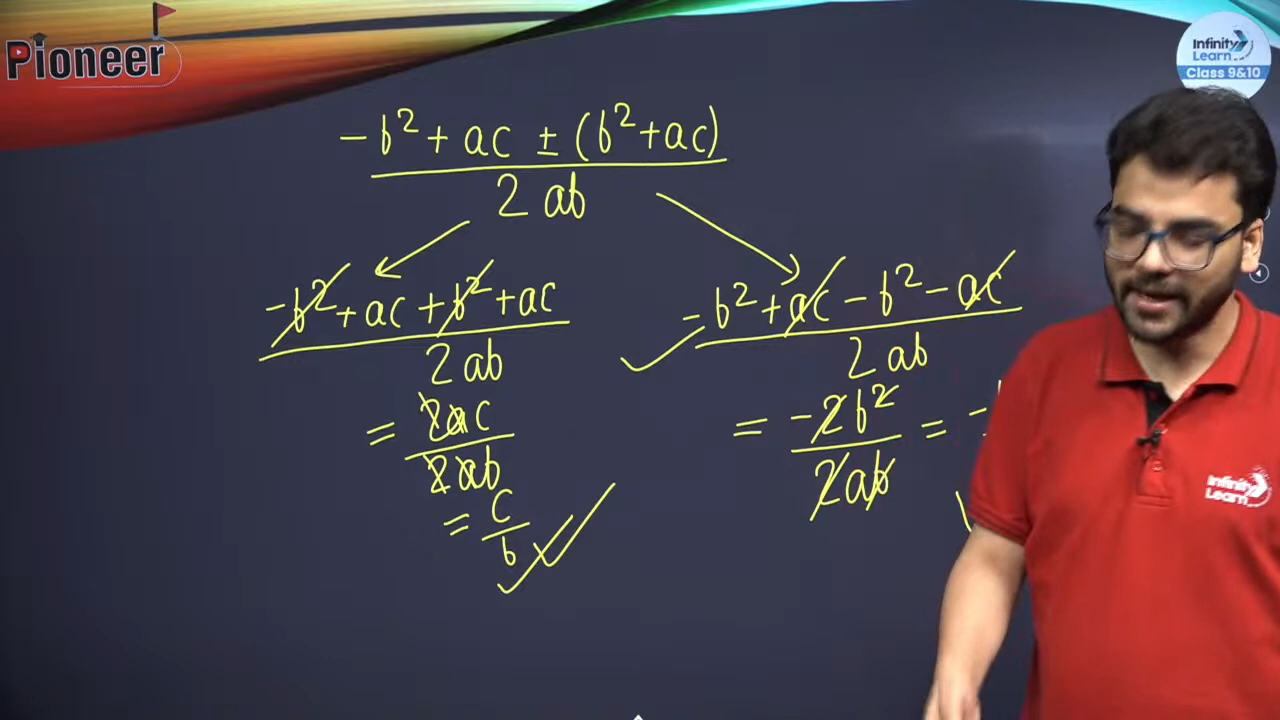 Pioneer
Infinity
Learn
Class 9&10
-b²+ac ± (b²+ac)
2ab
-b²+ac+b²+ac
2ab
= 2ac
2ab
= c
b
-b²+ac-b²-ac
2ab
= -2b² = -
2ab
Infinity
Learn